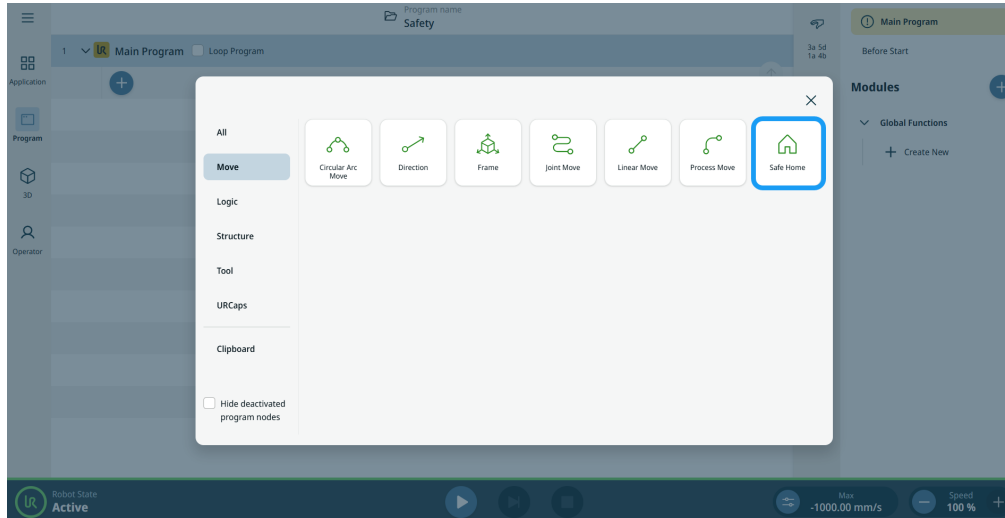 Program name
Safety
1 UR Main Program Loop Program
3a 5d
1a 4b
Main Program
Before Start
Modules
Global Functions
Create New
Application
Program
3D
Operator
All
Move
Logic
Structure
Tool
URCaps
Clipboard
Hide deactivated
program nodes
Circular Arc
Move
Direction
Frame
Joint Move
Linear Move
Process Move
Safe Home
UR
Robot State
Active
Max
-1000.00 mm/s
Speed
100 %